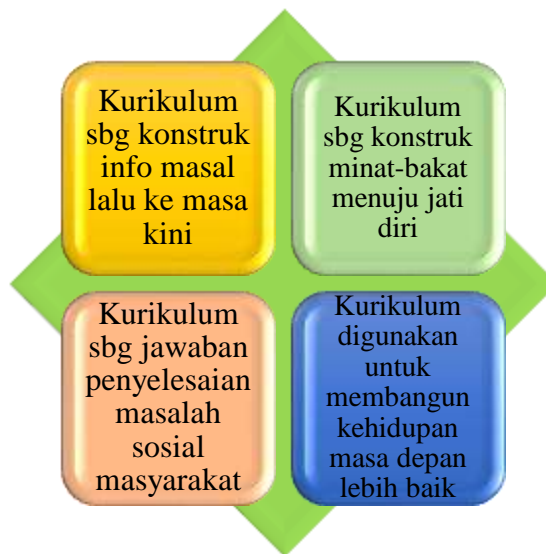 Kurikulum
sbg konstruk
info masal
lalu ke masa
kini
Kurikulum
sbg konstruk
minat-bakat
menuju jati
diri
Kurikulum
sbg jawaban
penyelesaian
masalah
sosial
masyarakat
Kurikulum
digunakan
untuk
membangun
kehidupan
masa depan
lebih baik